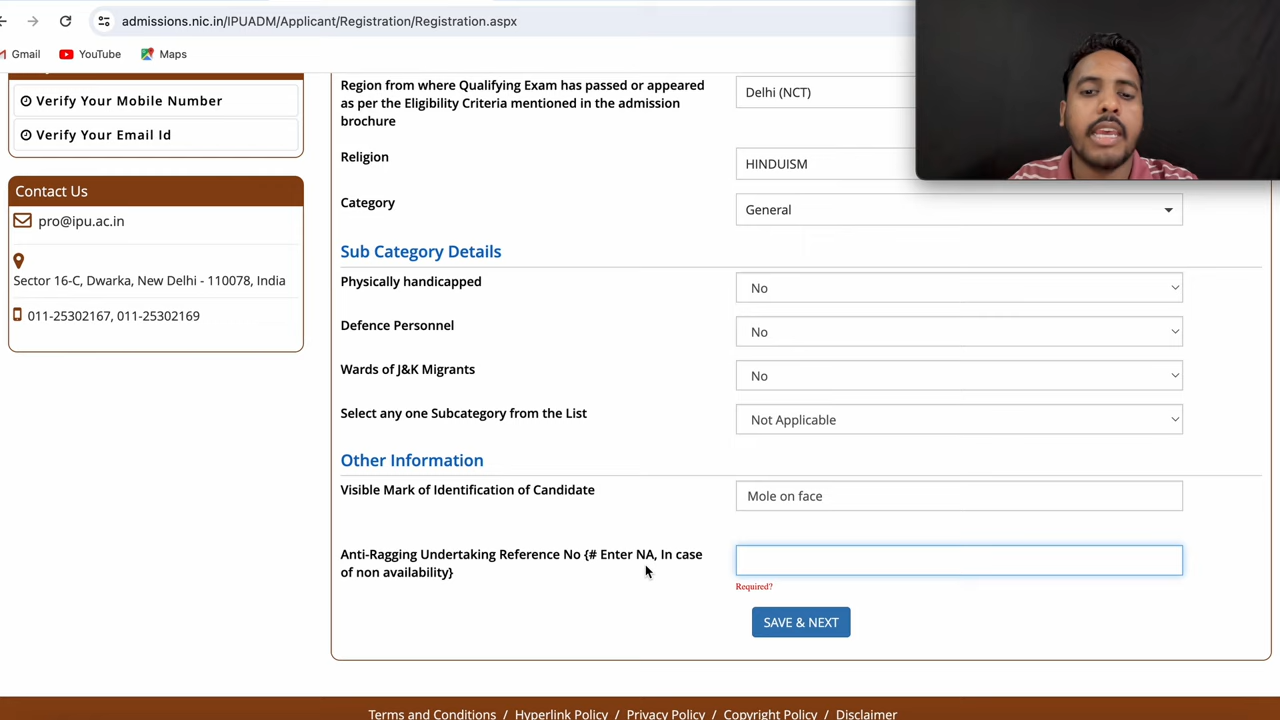 admissions.nic.in/IPUADM/Applicant/Registration/Registration.aspx
Gmail YouTube Maps
Verify Your Mobile Number
Verify Your Email Id
Contact Us
pro@ipu.ac.in
Sector 16-C, Dwarka, New Delhi - 110078, India
011-25302167, 011-25302169
Region from where Qualifying Exam has passed or appeared
as per the Eligibility Criteria mentioned in the admission
brochure
Delhi (NCT)
Religion
HINDUISM
Category
General
Sub Category Details
Physically handicapped
No
Defence Personnel
No
Wards of J&K Migrants
No
Select any one Subcategory from the List
Not Applicable
Other Information
Visible Mark of Identification of Candidate
Mole on face
Anti-Ragging Undertaking Reference No {# Enter NA, In case
of non availability}
Required?
SAVE & NEXT
Terms and Conditions / Hyperlink Policy / Privacy Policy / Copyright Policy / Disclaimer